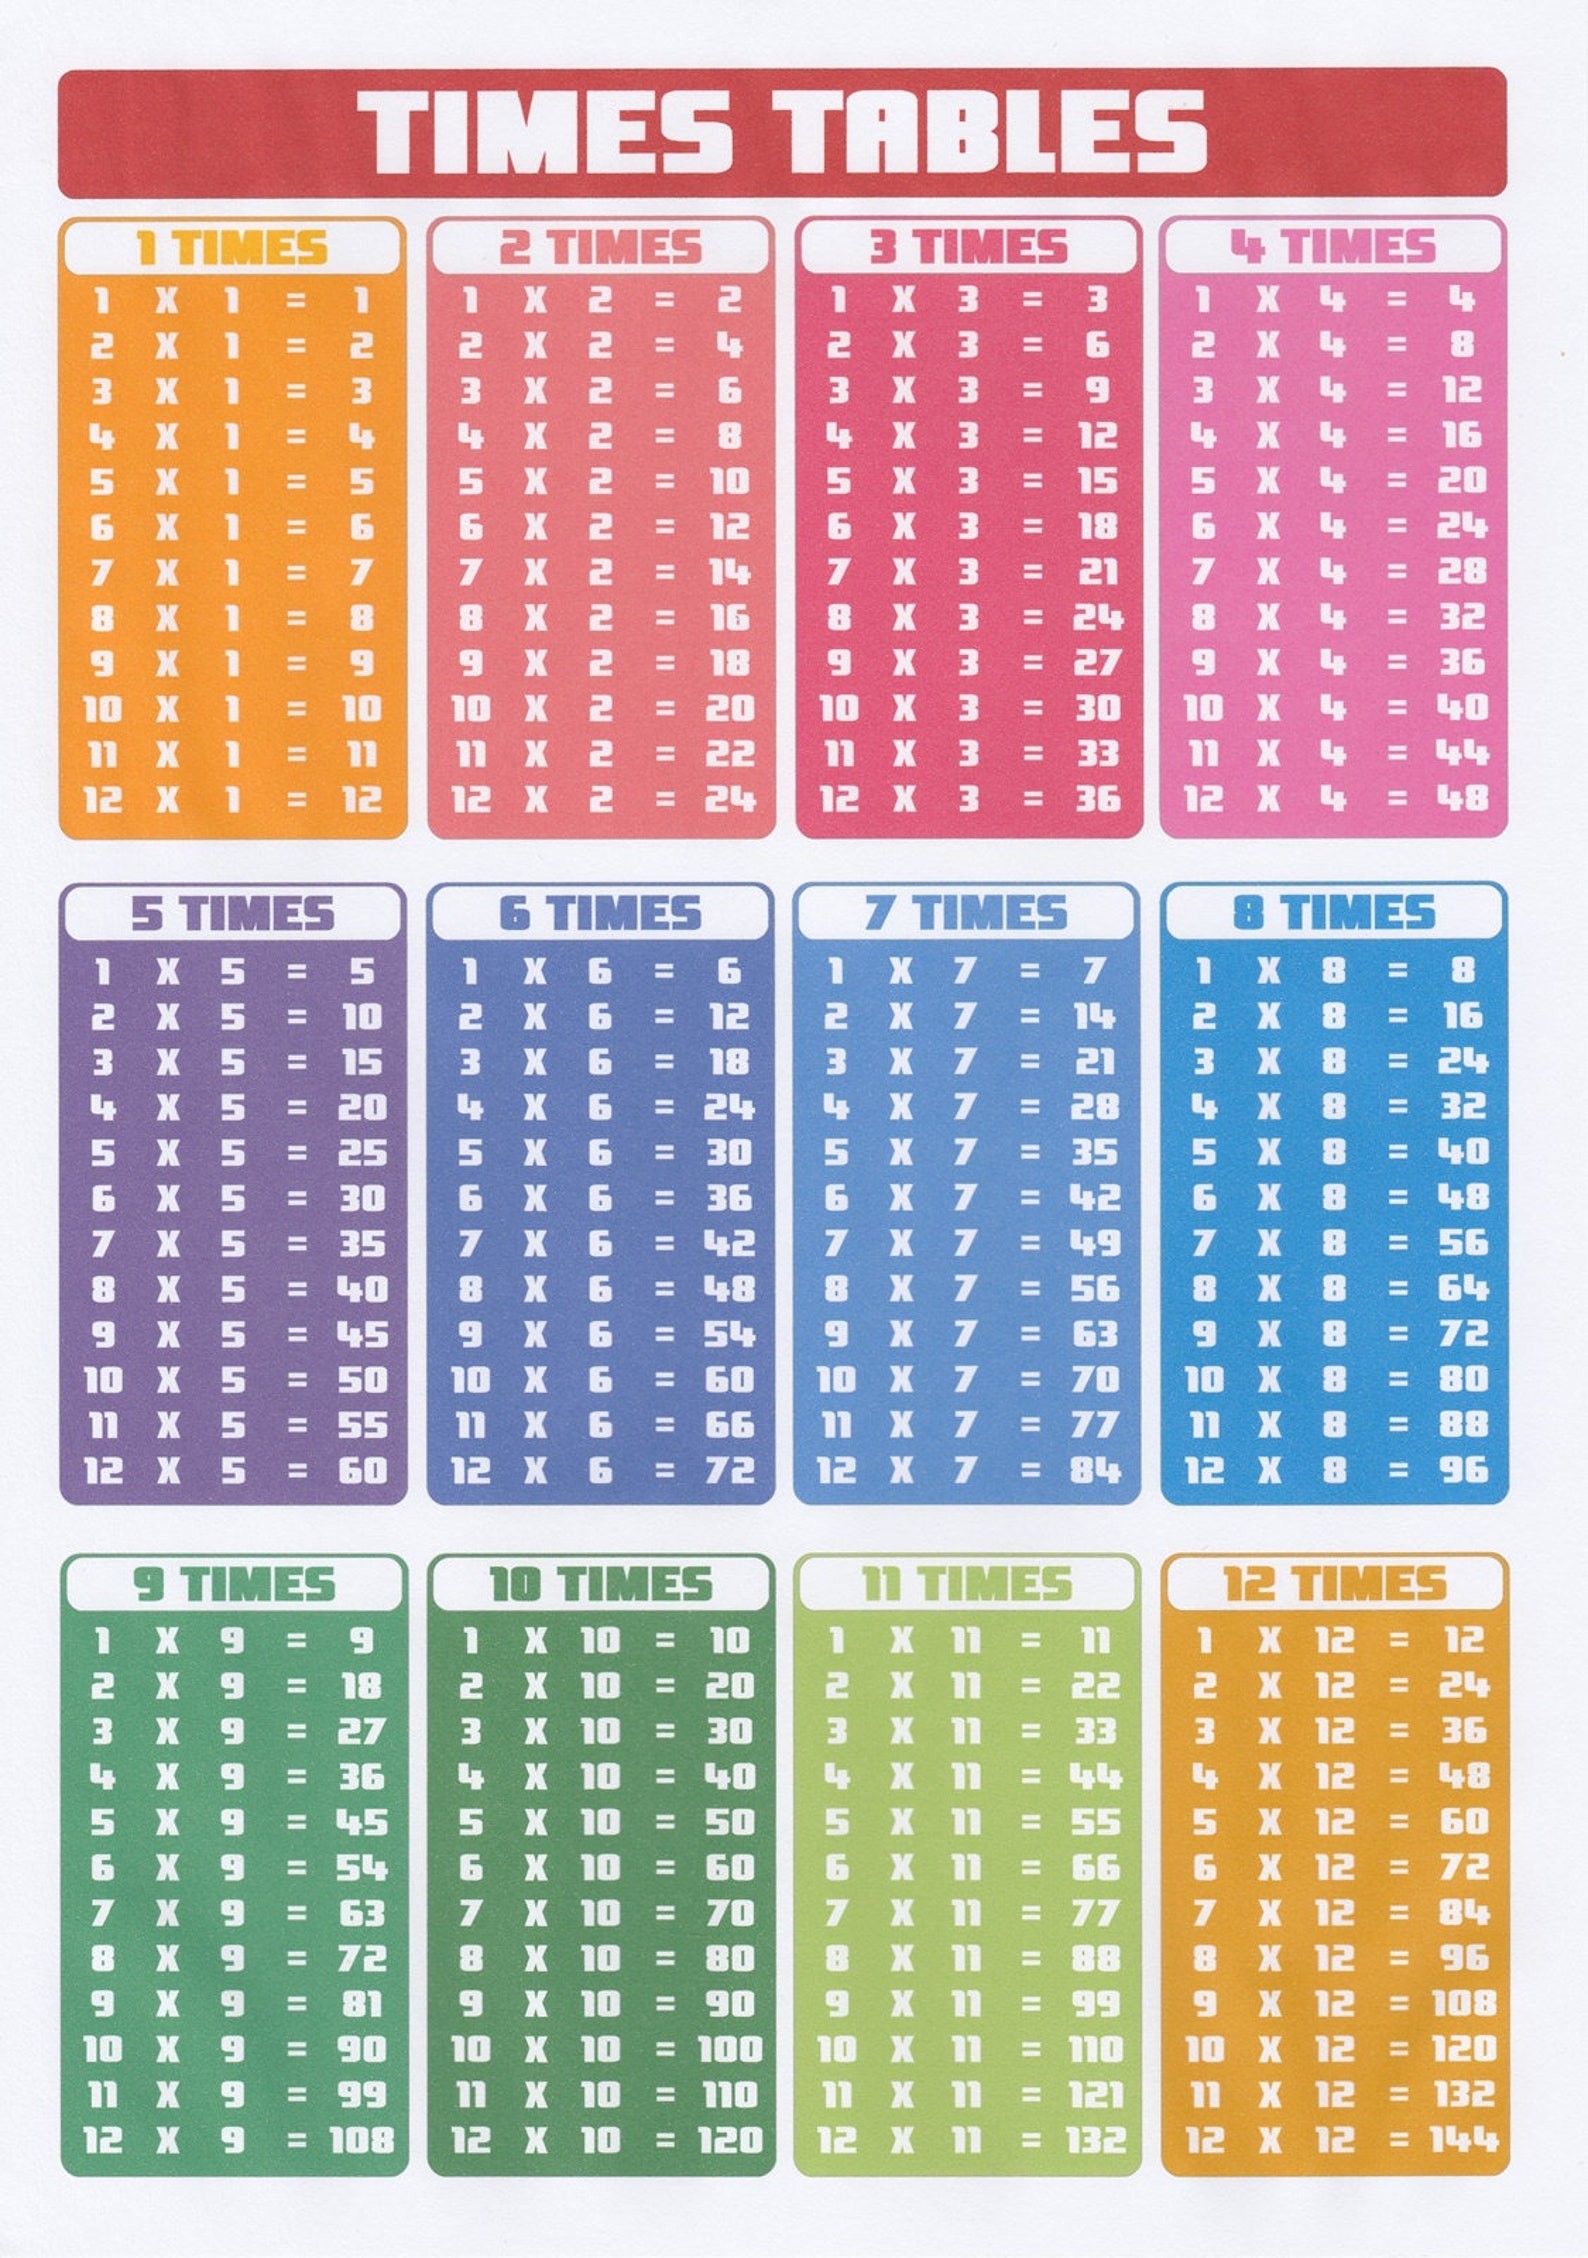 TIMES TABLES
1 TIMES
1 X 1 = 1
2 X 1 = 2
3 X 1 = 3
4 X 1 = 4
5 X 1 = 5
6 X 1 = 6
7 X 1 = 7
8 X 1 = 8
9 X 1 = 9
10 X 1 = 10
11 X 1 = 11
12 X 1 = 12
2 TIMES
1 X 2 = 2
2 X 2 = 4
3 X 2 = 6
4 X 2 = 8
5 X 2 = 10
6 X 2 = 12
7 X 2 = 14
8 X 2 = 16
9 X 2 = 18
10 X 2 = 20
11 X 2 = 22
12 X 2 = 24
3 TIMES
1 X 3 = 3
2 X 3 = 6
3 X 3 = 9
4 X 3 = 12
5 X 3 = 15
6 X 3 = 18
7 X 3 = 21
8 X 3 = 24
9 X 3 = 27
10 X 3 = 30
11 X 3 = 33
12 X 3 = 36
4 TIMES
1 X 4 = 4
2 X 4 = 8
3 X 4 = 12
4 X 4 = 16
5 X 4 = 20
6 X 4 = 24
7 X 4 = 28
8 X 4 = 32
9 X 4 = 36
10 X 4 = 40
11 X 4 = 44
12 X 4 = 48
5 TIMES
1 X 5 = 5
2 X 5 = 10
3 X 5 = 15
4 X 5 = 20
5 X 5 = 25
6 X 5 = 30
7 X 5 = 35
8 X 5 = 40
9 X 5 = 45
10 X 5 = 50
11 X 5 = 55
12 X 5 = 60
6 TIMES
1 X 6 = 6
2 X 6 = 12
3 X 6 = 18
4 X 6 = 24
5 X 6 = 30
6 X 6 = 36
7 X 6 = 42
8 X 6 = 48
9 X 6 = 54
10 X 6 = 60
11 X 6 = 66
12 X 6 = 72
7 TIMES
1 X 7 = 7
2 X 7 = 14
3 X 7 = 21
4 X 7 = 28
5 X 7 = 35
6 X 7 = 42
7 X 7 = 49
8 X 7 = 56
9 X 7 = 63
10 X 7 = 70
11 X 7 = 77
12 X 7 = 84
8 TIMES
1 X 8 = 8
2 X 8 = 16
3 X 8 = 24
4 X 8 = 32
5 X 8 = 40
6 X 8 = 48
7 X 8 = 56
8 X 8 = 64
9 X 8 = 72
10 X 8 = 80
11 X 8 = 88
12 X 8 = 96
9 TIMES
1 X 9 = 9
2 X 9 = 18
3 X 9 = 27
4 X 9 = 36
5 X 9 = 45
6 X 9 = 54
7 X 9 = 63
8 X 9 = 72
9 X 9 = 81
10 X 9 = 90
11 X 9 = 99
12 X 9 = 108
10 TIMES
1 X 10 = 10
2 X 10 = 20
3 X 10 = 30
4 X 10 = 40
5 X 10 = 50
6 X 10 = 60
7 X 10 = 70
8 X 10 = 80
9 X 10 = 90
10 X 10 = 100
11 X 10 = 110
12 X 10 = 120
11 TIMES
1 X 11 = 11
2 X 11 = 22
3 X 11 = 33
4 X 11 = 44
5 X 11 = 55
6 X 11 = 66
7 X 11 = 77
8 X 11 = 88
9 X 11 = 99
10 X 11 = 110
11 X 11 = 121
12 X 11 = 132
12 TIMES
1 X 12 = 12
2 X 12 = 24
3 X 12 = 36
4 X 12 = 48
5 X 12 = 60
6 X 12 = 72
7 X 12 = 84
8 X 12 = 96
9 X 12 = 108
10 X 12 = 120
11 X 12 = 132
12 X 12 = 144